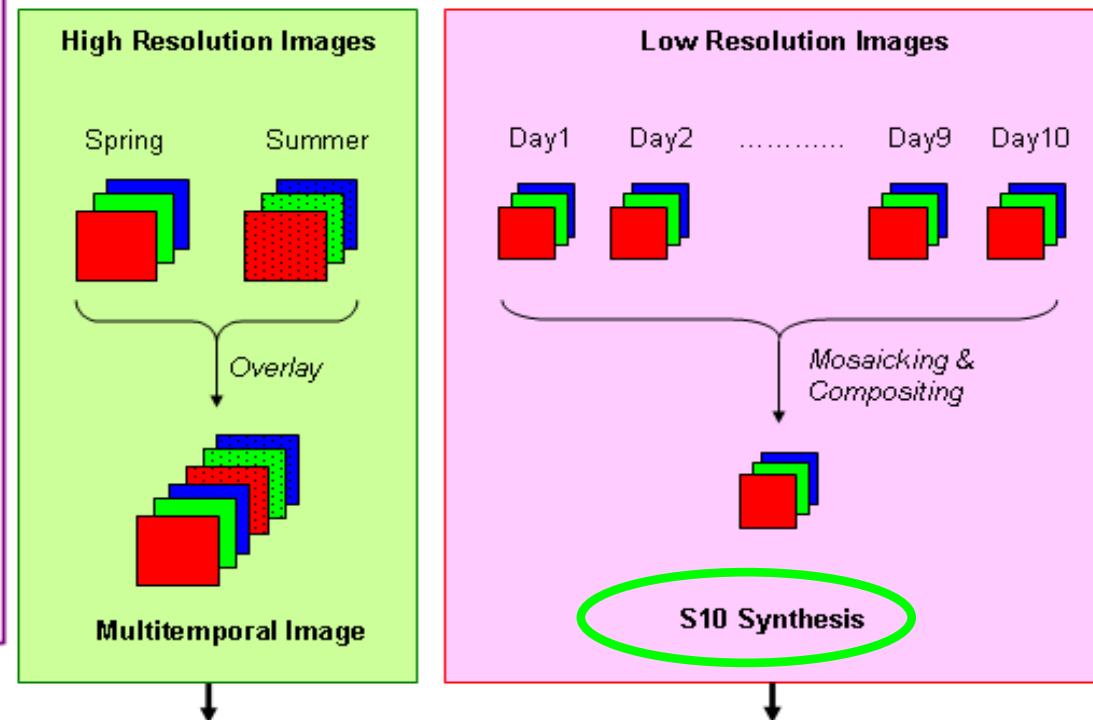 High Resolution Images
Spring Summer
Overlay
Multitemporal Image
Low Resolution Images
Day1 Day2 ………… Day9 Day10
Mosaicking &
Compositing
S10 Synthesis